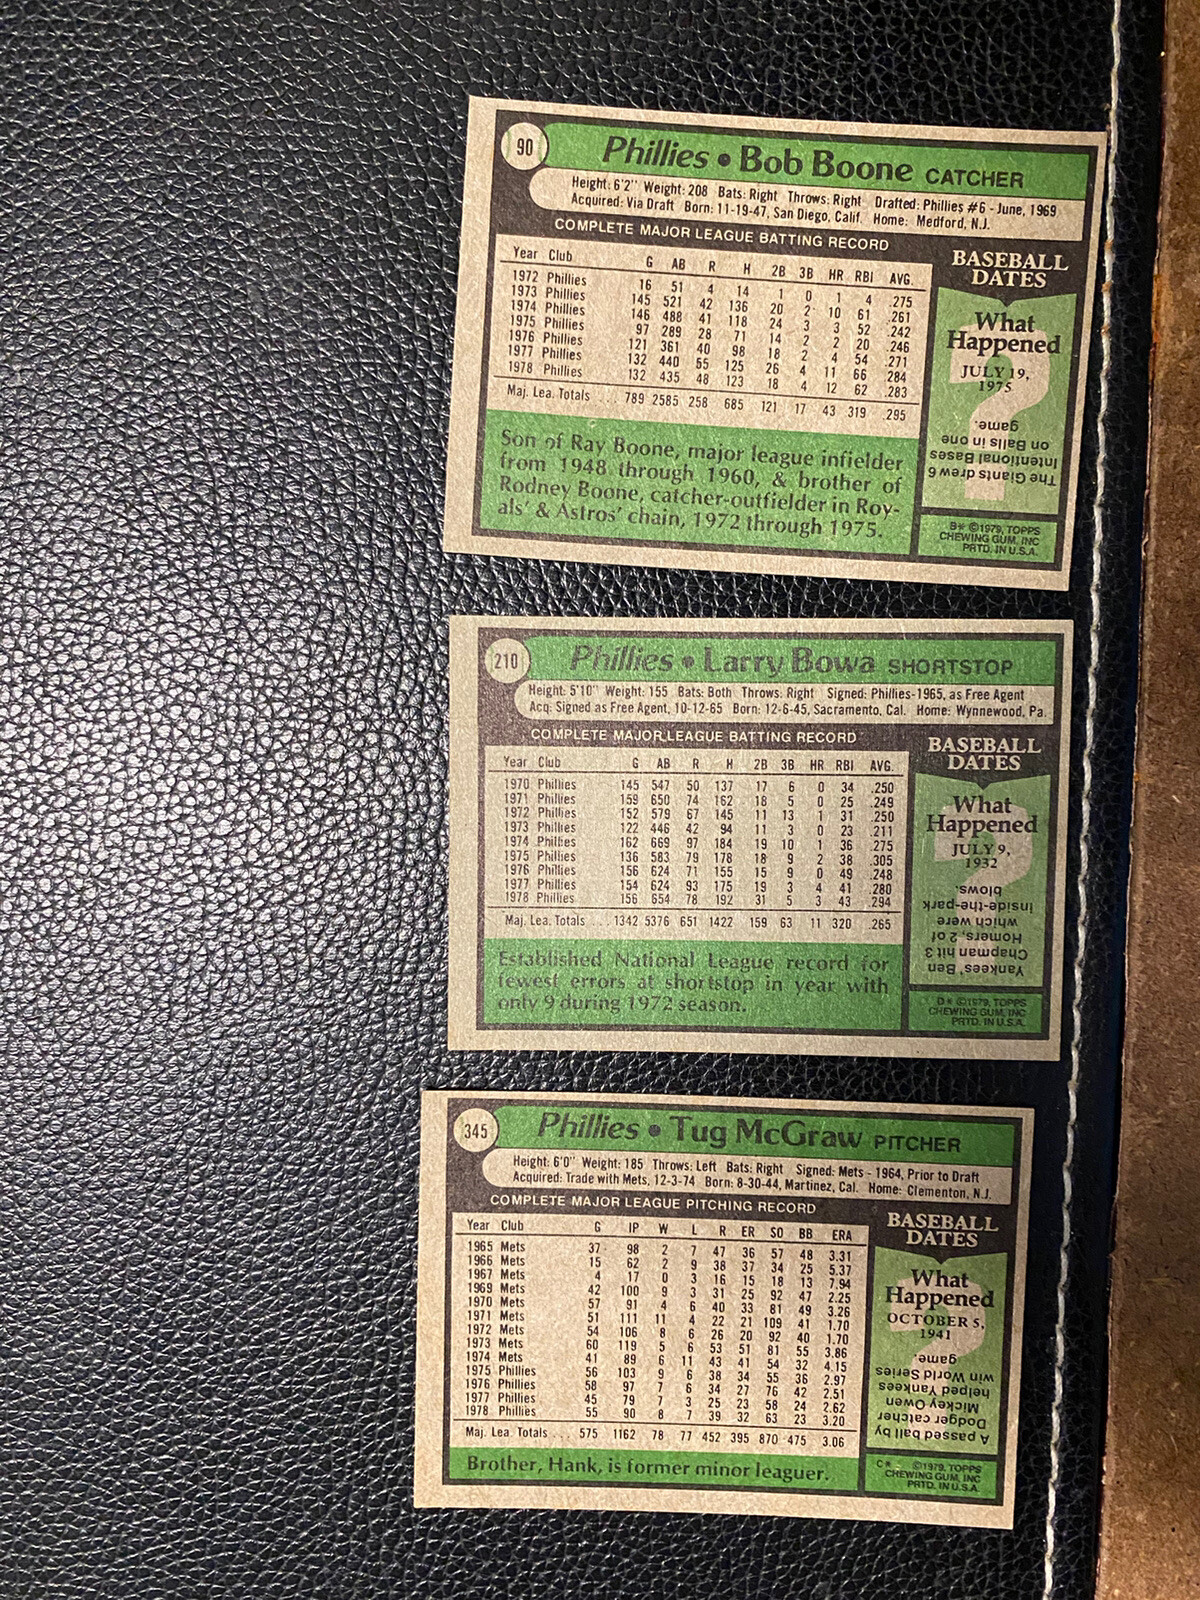 90
Phillies • Bob Boone CATCHER
Height: 6'2" Weight: 208 Bats: Right Throws: Right Drafted: Phillies #6 - June, 1969
Acquired: Via Draft Born: 11-19-47, San Diego, Calif. Home: Medford, N.J.
COMPLETE MAJOR LEAGUE BATTING RECORD
Year Club G AB R H 2B 3B HR RBI AVG.
1972 Phillies 16 51 4 14 1 0 1 4 .275
1973 Phillies 145 521 42 136 20 2 10 61 .261
1974 Phillies 146 488 41 118 24 3 3 52 .242
1975 Phillies 97 289 28 71 14 2 2 20 .246
1976 Phillies 121 361 40 98 18 2 4 54 .271
1977 Phillies 132 440 55 125 26 4 11 66 .284
1978 Phillies 132 435 48 123 18 4 12 62 .283
Maj. Lea. Totals ... 789 2585 258 685 121 17 43 319 .295
Son of Ray Boone, major league infielder
from 1948 through 1960, & brother of
Rodney Boone, catcher-outfielder in Roy-
als' & Astros' chain, 1972 through 1975.
BASEBALL
DATES
What
Happened
JULY 19,
1975
The Giants drew 6
Intentional Bases
on Balls in one
game.
B* ©1979, TOPPS
CHEWING GUM, INC
PRTD. IN U.S.A.
210
Phillies • Larry Bowa SHORTSTOP
Height: 5'10" Weight: 155 Bats: Both Throws: Right Signed: Phillies-1965, as Free Agent
Acq: Signed as Free Agent, 10-12-65 Born: 12-6-45, Sacramento, Cal. Home: Wynnewood, Pa.
COMPLETE MAJOR LEAGUE BATTING RECORD
Year Club G AB R H 2B 3B HR RBI AVG.
1970 Phillies 145 547 50 137 17 6 0 34 .250
1971 Phillies 159 650 74 162 18 5 0 25 .249
1972 Phillies 152 579 67 145 11 13 1 31 .250
1973 Phillies 122 446 42 94 11 3 0 23 .211
1974 Phillies 162 669 97 184 19 10 1 36 .275
1975 Phillies 136 583 79 178 18 9 2 38 .305
1976 Phillies 156 624 71 155 15 9 0 49 .248
1977 Phillies 154 624 93 175 19 3 4 41 .280
1978 Phillies 156 654 78 192 31 5 3 43 .294
Maj. Lea. Totals ... 1342 5376 651 1422 159 63 11 320 .265
Established National League record for
fewest errors at shortstop in year with
only 9 during 1972 season.
BASEBALL
DATES
What
Happened
JULY 9,
1932
Yankees' Ben
Chapman hit 3
Homers, 2 of
which were
inside-the-park
blows.
D* ©1979, TOPPS
CHEWING GUM, INC
PRTD. IN U.S.A.
345
Phillies • Tug McGraw PITCHER
Height: 6'0" Weight: 185 Throws: Left Bats: Right Signed: Mets - 1964, Prior to Draft
Acquired: Trade with Mets, 12-3-74 Born: 8-30-44, Martinez, Cal. Home: Clementon, N.J.
COMPLETE MAJOR LEAGUE PITCHING RECORD
Year Club G IP W L R ER SO BB ERA
1965 Mets 37 98 2 7 47 36 57 48 3.31
1966 Mets 15 62 2 9 38 37 34 25 5.37
1967 Mets 4 17 0 3 16 15 18 13 7.94
1969 Mets 42 100 9 3 31 25 92 47 2.25
1970 Mets 57 91 4 6 40 33 81 49 3.26
1971 Mets 51 111 11 4 22 21 109 41 1.70
1972 Mets 54 106 8 6 26 20 92 40 1.70
1973 Mets 60 119 5 6 53 51 81 55 3.86
1974 Mets 41 89 6 11 43 41 54 32 4.15
1975 Phillies 56 103 9 6 38 34 55 36 2.97
1976 Phillies 58 97 7 6 34 27 76 42 2.51
1977 Phillies 45 79 7 3 25 23 58 24 2.62
1978 Phillies 55 90 8 7 39 32 63 23 3.20
Maj. Lea. Totals ... 575 1162 78 77 452 395 870 475 3.06
Brother, Hank, is former minor leaguer.
BASEBALL
DATES
What
Happened
OCTOBER 5,
1941
A passed ball by
Dodger catcher
Mickey Owen
helped Yankees
win World Series
game
C* ©1979, TOPPS
CHEWING GUM, INC
PRTD. IN U.S.A.